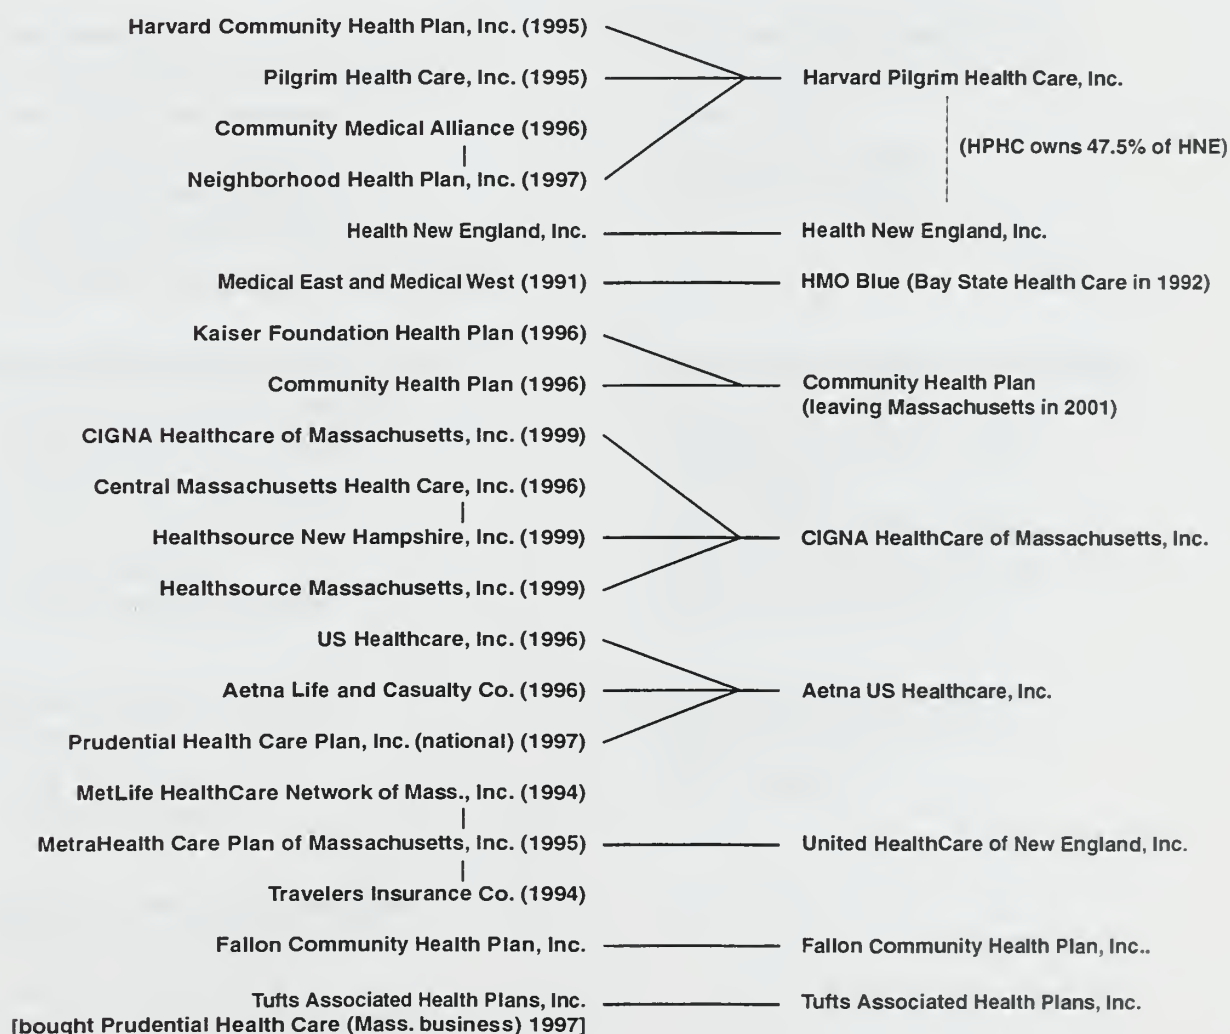 Harvard Community Health Plan, Inc. (1995)
Pilgrim Health Care, Inc. (1995)
Harvard Pilgrim Health Care, Inc.
Community Medical Alliance (1996)
(HPHC owns 47.5% of HNE)
Neighborhood Health Plan, Inc. (1997)
Health New England, Inc.
Health New England, Inc.
Medical East and Medical West (1991)
HMO Blue (Bay State Health Care in 1992)
Kaiser Foundation Health Plan (1996)
Community Health Plan (1996)
Community Health Plan
(leaving Massachusetts in 2001)
CIGNA Healthcare of Massachusetts, Inc. (1999)
Central Massachusetts Health Care, Inc. (1996)
Healthsource New Hampshire, Inc. (1999)
CIGNA HealthCare of Massachusetts, Inc.
Healthsource Massachusetts, Inc. (1999)
US Healthcare, Inc. (1996)
Aetna Life and Casualty Co. (1996)
Aetna US Healthcare, Inc.
Prudential Health Care Plan, Inc. (national) (1997)
MetLife HealthCare Network of Mass., Inc. (1994)
MetraHealth Care Plan of Massachusetts, Inc. (1995)
United HealthCare of New England, Inc.
Travelers Insurance Co. (1994)
Fallon Community Health Plan, Inc.
Fallon Community Health Plan, Inc..
Tufts Associated Health Plans, Inc.
Tufts Associated Health Plans, Inc.
[bought Prudential Health Care (Mass. business) 1997]